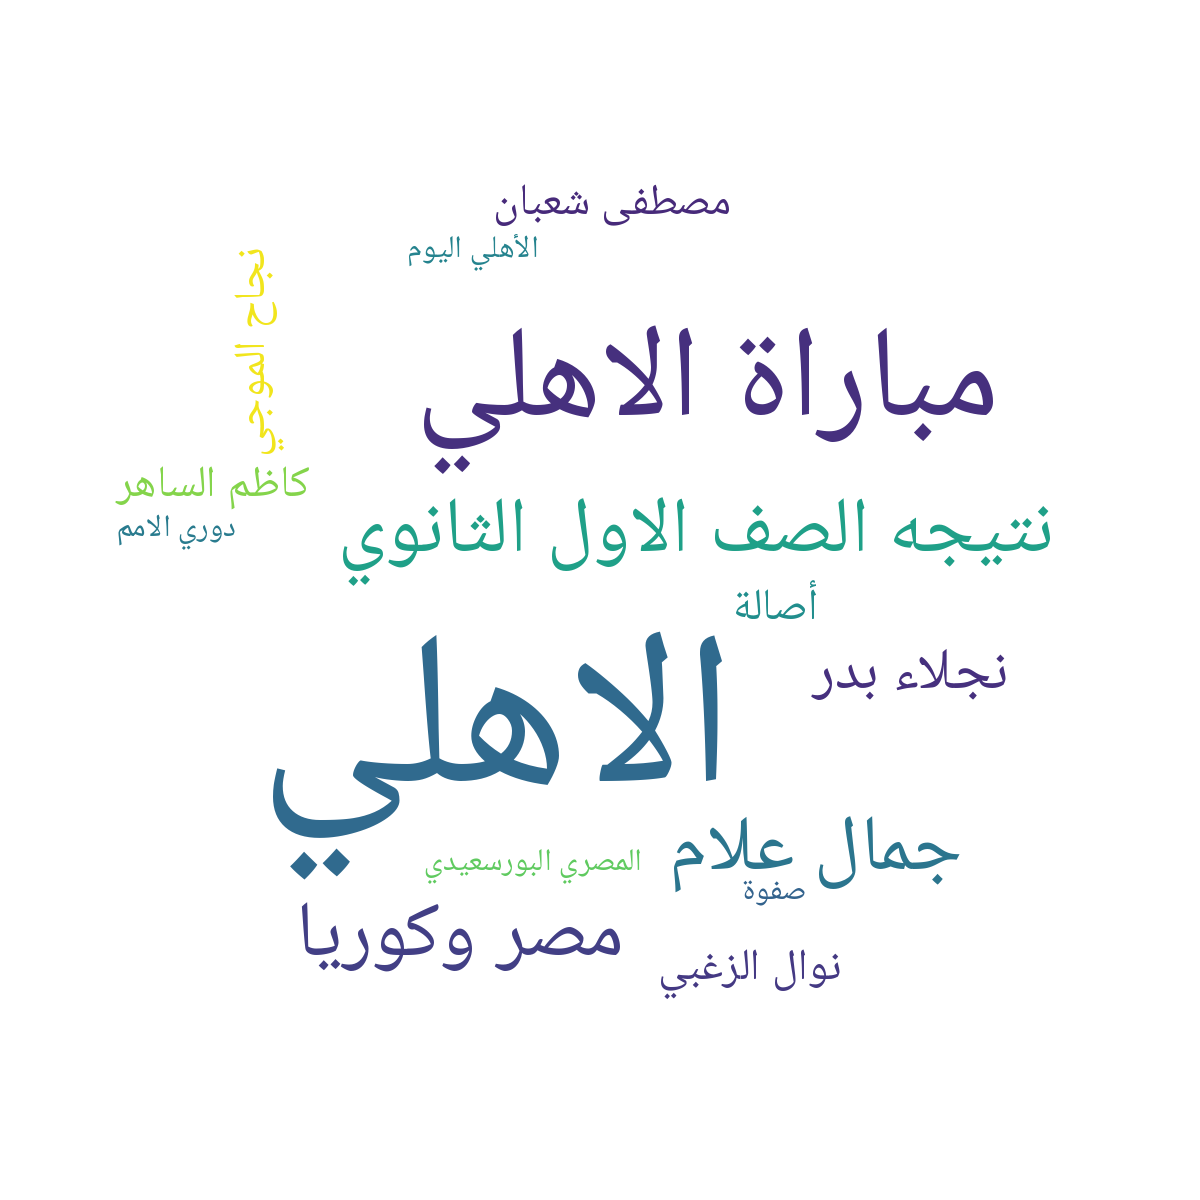 مصطفى شعبان
الأهلي اليوم
نجاح الموجي
مباراة الاهلي
كاظم الساهر
نتيجه الصف الاول الثانوي
دوري الامم
أصالة
نجلاء بدر
الاهلي
جمال علام
المصري البورسعيدي
صفوة
مصر وكوريا
نوال الزغبي